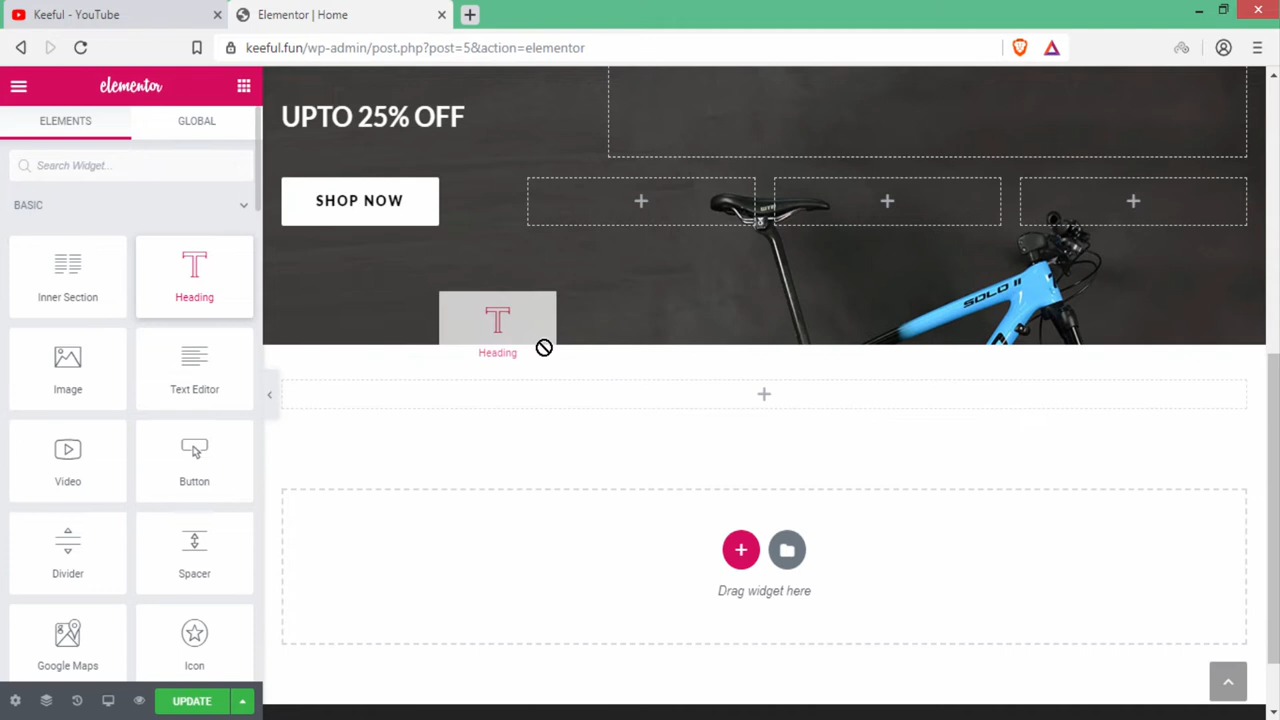 Keeful - YouTube
Elementor | Home
keeful.fun/wp-admin/post.php?post=5&action=elementor
elementor
ELEMENTS
GLOBAL
Search Widget...
BASIC
Inner Section
Heading
Image
Text Editor
Video
Button
Divider
Spacer
Google Maps
Icon
UPDATE
UPTO 25% OFF
SHOP NOW
SOLO II
Heading
Drag widget here